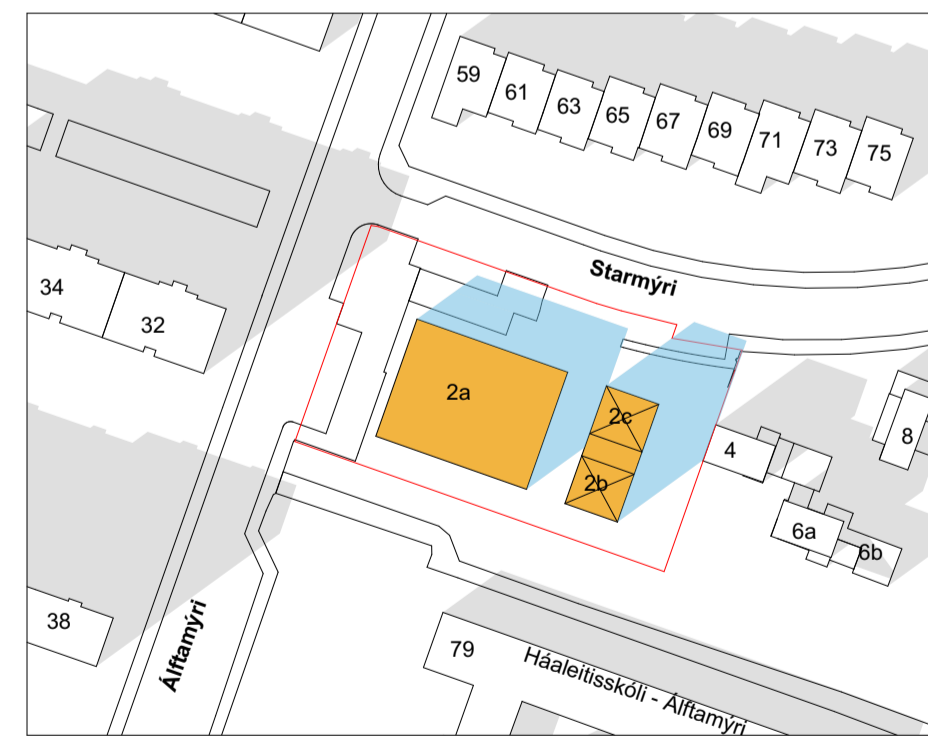 59
61
63
65
67
69
71
73
75
Starmýri
34
32
2a
2c
2b
4
8
6a
6b
38
Álftamýri
79
Háaleitisskóli - Álftamýri